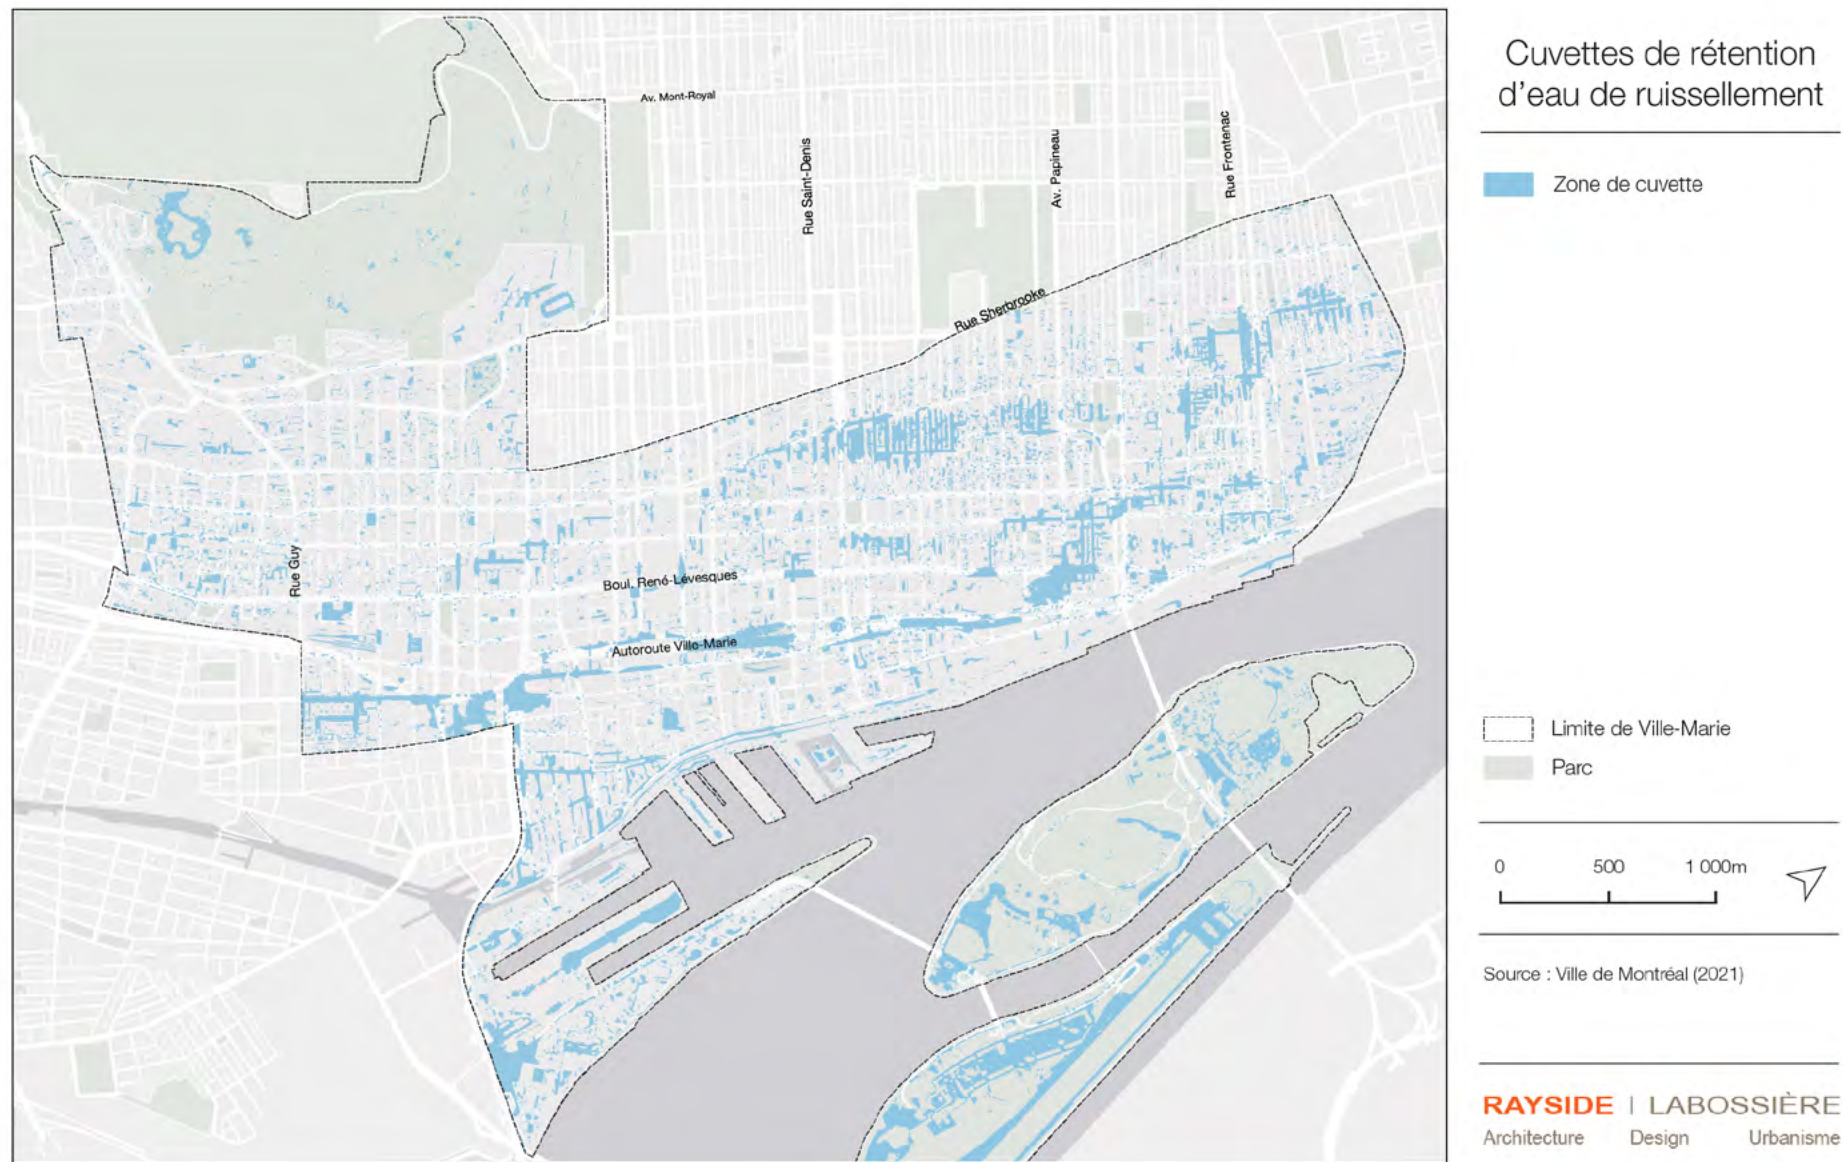 Cuvettes de rétention
d'eau de ruissellement
Zone de cuvette
Limite de Ville-Marie
Parc
0 500 1 000m
Source : Ville de Montréal (2021)
RAYSIDE | LABOSSIÈRE
Architecture Design Urbanisme
Av. Mont-Royal
Rue Saint-Denis
Av. Papineau
Rue Frontenac
Rue Sherbrooke
Rue Guy
Boul. René-Lévesques
Autoroute Ville-Marie